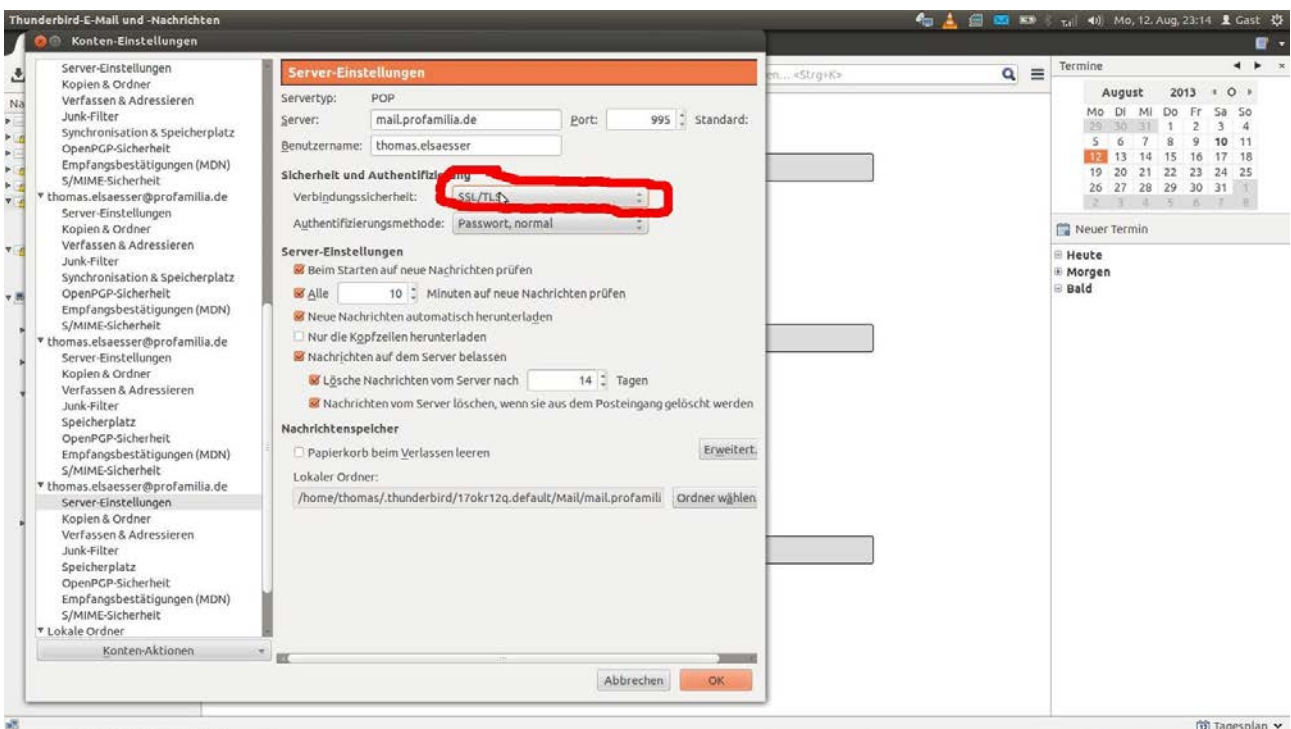 Thunderbird-E-Mail und -Nachrichten
Mo, 12. Aug, 23:14 Gast
Konten-Einstellungen
Server-Einstellungen
Kopien & Ordner
Verfassen & Adressieren
Junk-Filter
Synchronisation & Speicherplatz
OpenPGP-Sicherheit
Empfangsbestätigungen (MDN)
S/MIME-Sicherheit
thomas.elsaesser@profamilia.de
Server-Einstellungen
Kopien & Ordner
Verfassen & Adressieren
Junk-Filter
Synchronisation & Speicherplatz
OpenPGP-Sicherheit
Empfangsbestätigungen (MDN)
S/MIME-Sicherheit
thomas.elsaesser@profamilia.de
Server-Einstellungen
Kopien & Ordner
Verfassen & Adressieren
Junk-Filter
Speicherplatz
OpenPGP-Sicherheit
Empfangsbestätigungen (MDN)
S/MIME-Sicherheit
thomas.elsaesser@profamilia.de
Server-Einstellungen
Kopien & Ordner
Verfassen & Adressieren
Junk-Filter
Speicherplatz
OpenPGP-Sicherheit
Empfangsbestätigungen (MDN)
S/MIME-Sicherheit
Lokale Ordner
Konten-Aktionen
Server-Einstellungen
Servertyp: POP
Server: mail.profamilia.de Port: 995 Standard:
Benutzername: thomas.elsaesser
Sicherheit und Authentifizierung
Verbindungssicherheit: SSL/TLS
Authentifizierungsmethode: Passwort, normal
Server-Einstellungen
Beim Starten auf neue Nachrichten prüfen
Alle 10 Minuten auf neue Nachrichten prüfen
Neue Nachrichten automatisch herunterladen
Nur die Kopfzeilen herunterladen
Nachrichten auf dem Server belassen
Lösche Nachrichten vom Server nach 14 Tagen
Nachrichten vom Server löschen, wenn sie aus dem Posteingang gelöscht werden
Nachrichtenspeicher
Papierkorb beim Verlassen leeren
Erweitert.
Lokaler Ordner:
/home/thomas/.thunderbird/17okr12q.default/Mail/mail.profamili Ordner wählen
Abbrechen OK
en... <Strg+K>
Na
Termine
August 2013
Mo Di Mi Do Fr Sa So
29 30 31 1 2 3 4
5 6 7 8 9 10 11
12 13 14 15 16 17 18
19 20 21 22 23 24 25
26 27 28 29 30 31 1
2 3 4 5 6 7 8
Neuer Termin
Heute
Morgen
Bald
Tagesplan